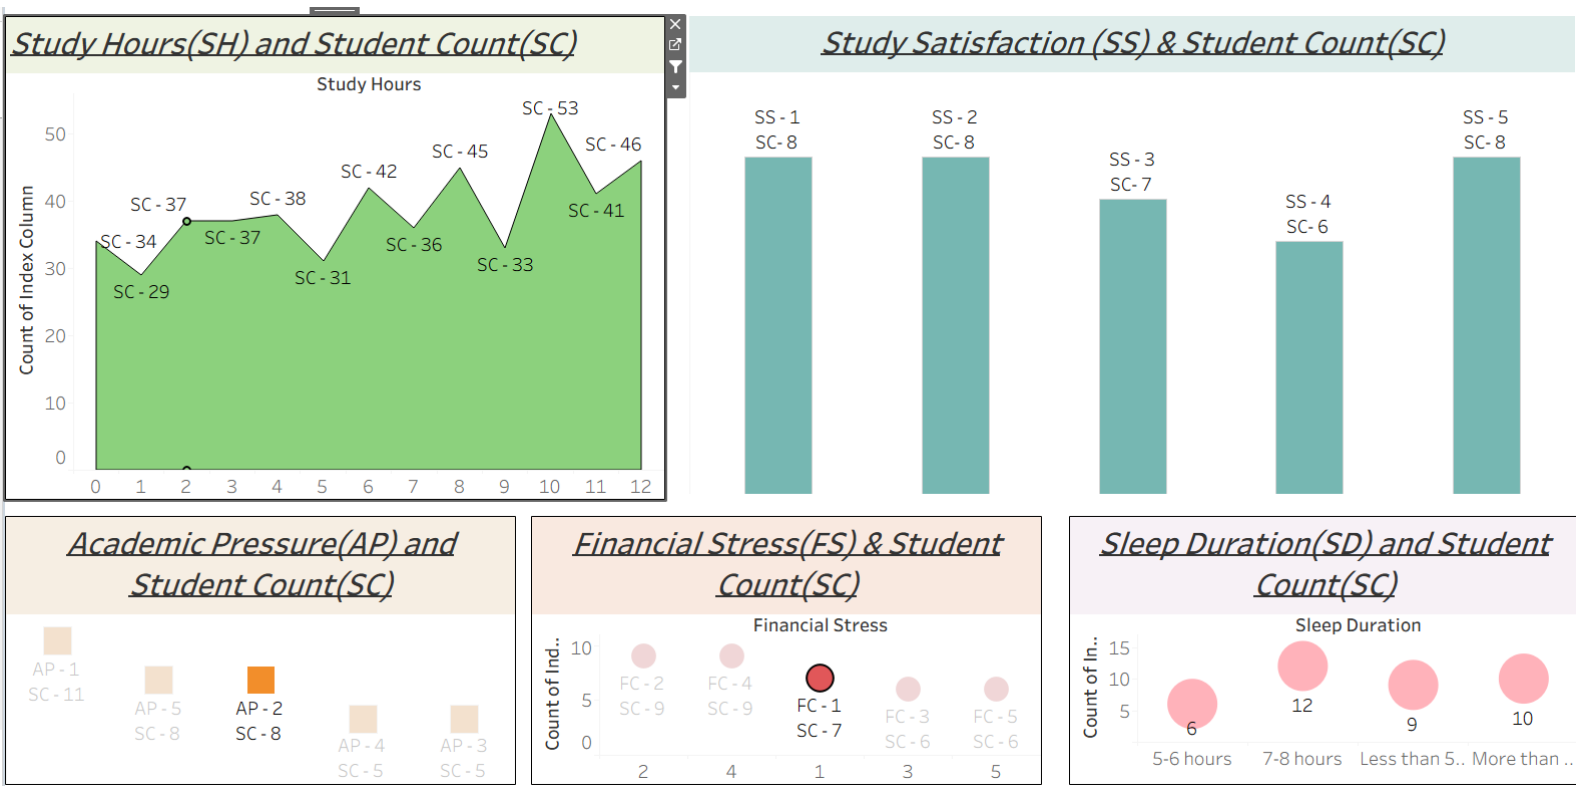 Study Hours(SH) and Student Count(SC)
Study Hours
Count of Index Column
50
40
30
20
10
0
SC - 34
SC - 29
SC - 37
SC - 37
SC - 38
SC - 31
SC - 42
SC - 36
SC - 45
SC - 33
SC - 53
SC - 41
SC - 46
0 1 2 3 4 5 6 7 8 9 10 11 12
Study Satisfaction (SS) & Student Count(SC)
SS - 1
SC- 8
SS - 2
SC- 8
SS - 3
SC- 7
SS - 4
SC- 6
SS - 5
SC- 8
Academic Pressure(AP) and
Student Count(SC)
AP - 1
SC - 11
AP - 5
SC - 8
AP - 2
SC - 8
AP - 4
SC - 5
AP - 3
SC - 5
Financial Stress(FS) & Student
Count(SC)
Financial Stress
Count of Ind..
10
5
0
FC - 2
SC - 9
FC - 4
SC - 9
FC - 1
SC - 7
FC - 3
SC - 6
FC - 5
SC - 6
2 4 1 3 5
Sleep Duration(SD) and Student
Count(SC)
Sleep Duration
Count of In..
15
10
5
6
12
9
10
5-6 hours 7-8 hours Less than 5.. More than ..